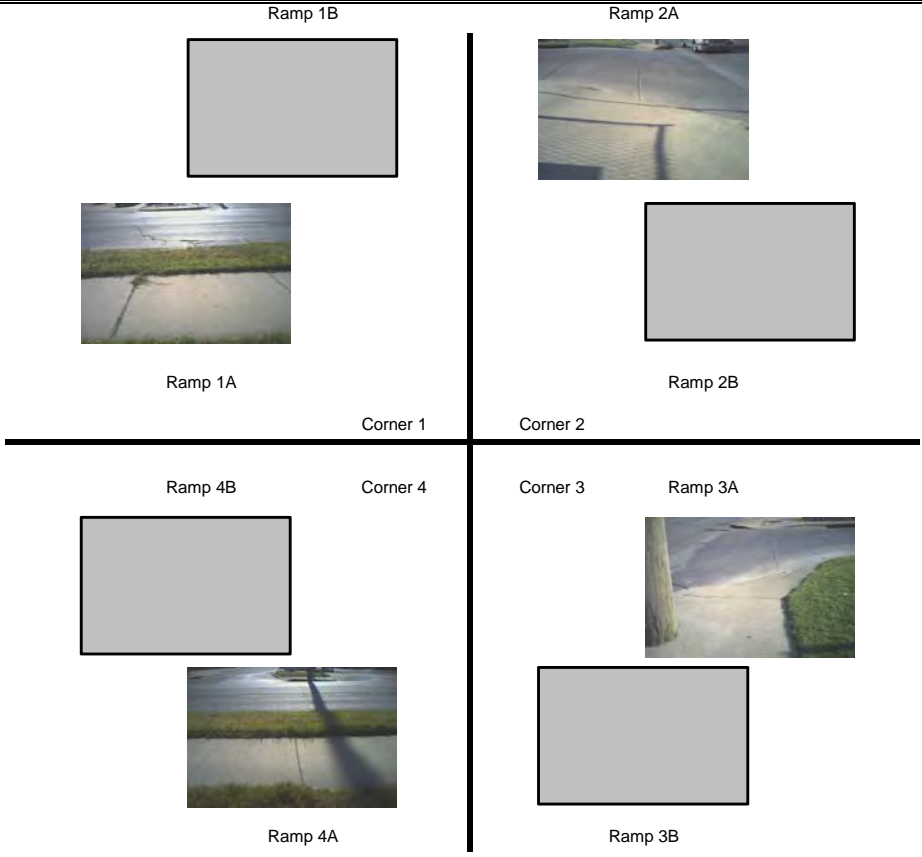 Ramp 1B
Ramp 2A
Ramp 1A
Ramp 2B
Corner 1
Corner 2
Ramp 4B
Corner 4
Corner 3
Ramp 3A
Ramp 4A
Ramp 3B